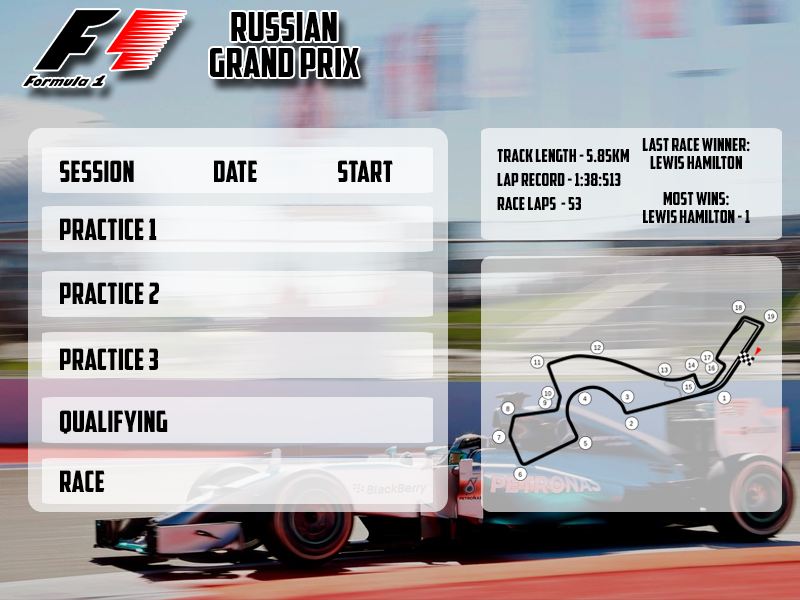 Formula 1
RUSSIAN
GRAND PRIX
SESSION DATE START
PRACTICE 1
PRACTICE 2
PRACTICE 3
QUALIFYING
RACE
TRACK LENGTH - 5.85KM
LAP RECORD - 1:38:513
RACE LAPS - 53
LAST RACE WINNER:
LEWIS HAMILTON
MOST WINS:
LEWIS HAMILTON - 1
18
19
17
16
14
15
13
12
11
10
9
8
7
6
5
4
3
2
1
BlackBerry
PETRONAS